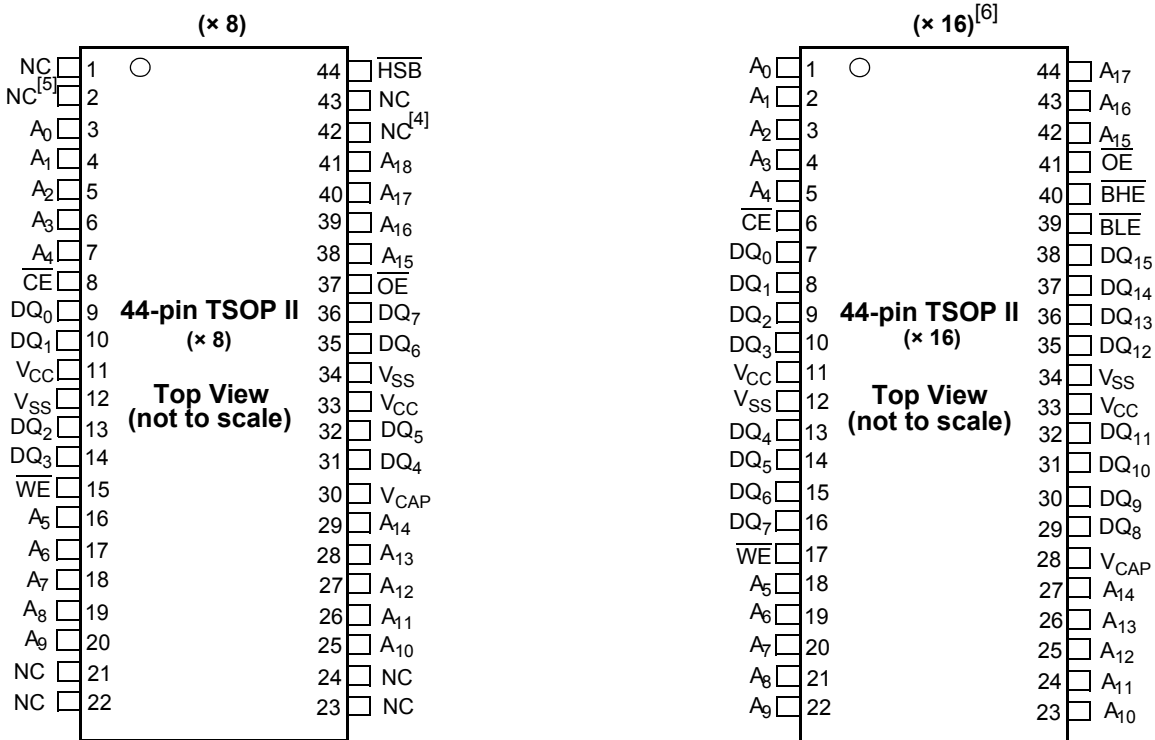 (× 8)
NC 1 44 H̅S̅B̅
NC[5] 2 43 NC
A0 3 42 NC[4]
A1 4 41 A18
A2 5 40 A17
A3 6 39 A16
A4 7 38 A15
C̅E̅ 8 37 O̅E̅
DQ0 9 44-pin TSOP II 36 DQ7
DQ1 10 (× 8) 35 DQ6
VCC 11 34 VSS
VSS 12 Top View 33 VCC
DQ2 13 (not to scale) 32 DQ5
DQ3 14 31 DQ4
W̅E̅ 15 30 VCAP
A5 16 29 A14
A6 17 28 A13
A7 18 27 A12
A8 19 26 A11
A9 20 25 A10
NC 21 24 NC
NC 22 23 NC
(× 16)[6]
A0 1 44 A17
A1 2 43 A16
A2 3 42 A15
A3 4 41 O̅E̅
A4 5 40 B̅H̅E̅
C̅E̅ 6 39 B̅L̅E̅
DQ0 7 38 DQ15
DQ1 8 37 DQ14
DQ2 9 44-pin TSOP II 36 DQ13
DQ3 10 (× 16) 35 DQ12
VCC 11 34 VSS
VSS 12 Top View 33 VCC
DQ4 13 (not to scale) 32 DQ11
DQ5 14 31 DQ10
DQ6 15 30 DQ9
DQ7 16 29 DQ8
W̅E̅ 17 28 VCAP
A5 18 27 A14
A6 19 26 A13
A7 20 25 A12
A8 21 24 A11
A9 22 23 A10